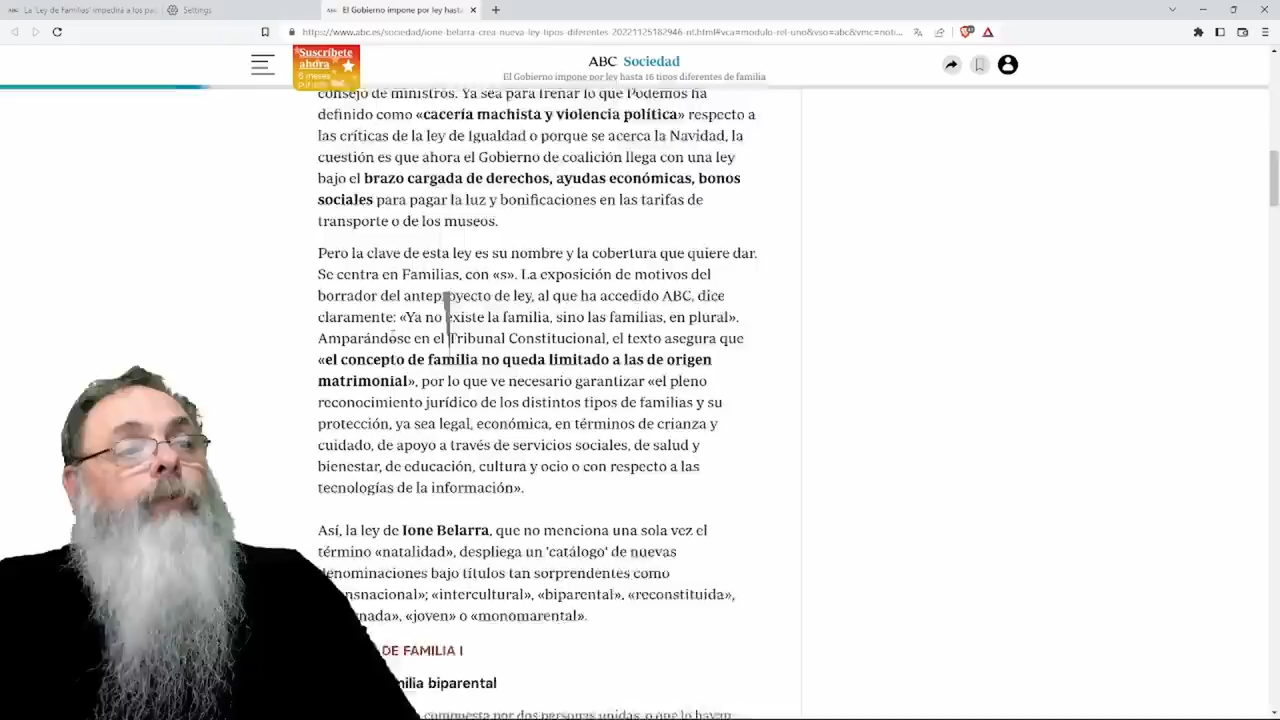 La 'Ley de Familias' impedirá a los pa
Settings
El Gobierno impone por ley hasta
https://www.abc.es/sociedad/ione-belarra-crea-nueva-ley-tipos-diferentes-20221125182946-nt.html#vca=modulo-rel-uno&vso=abc&vmc=noti...
Suscríbete
ahora
6 meses
ABC Sociedad
El Gobierno impone por ley hasta 16 tipos diferentes de familia
consejo de ministros. Ya sea para frenar lo que Podemos ha
definido como «cacería machista y violencia política» respecto a
las críticas de la ley de Igualdad o porque se acerca la Navidad, la
cuestión es que ahora el Gobierno de coalición llega con una ley
bajo el brazo cargada de derechos, ayudas económicas, bonos
sociales para pagar la luz y bonificaciones en las tarifas de
transporte o de los museos.
Pero la clave de esta ley es su nombre y la cobertura que quiere dar.
Se centra en Familias, con «s». La exposición de motivos del
borrador del anteproyecto de ley, al que ha accedido ABC, dice
claramente: «Ya no existe la familia, sino las familias, en plural».
Amparándose en el Tribunal Constitucional, el texto asegura que
«el concepto de familia no queda limitado a las de origen
matrimonial», por lo que ve necesario garantizar «el pleno
reconocimiento jurídico de los distintos tipos de familias y su
protección, ya sea legal, económica, en términos de crianza y
cuidado, de apoyo a través de servicios sociales, de salud y
bienestar, de educación, cultura y ocio o con respecto a las
tecnologías de la información».
Así, la ley de Ione Belarra, que no menciona una sola vez el
término «natalidad», despliega un 'catálogo' de nuevas
denominaciones bajo títulos tan sorprendentes como
nsnacional»; «intercultural», «biparental», «reconstituida»,
nada», «joven» o «monomarental».
DE FAMILIA I
milia biparental
compuesta por dos personas unidas, o que lo hayan